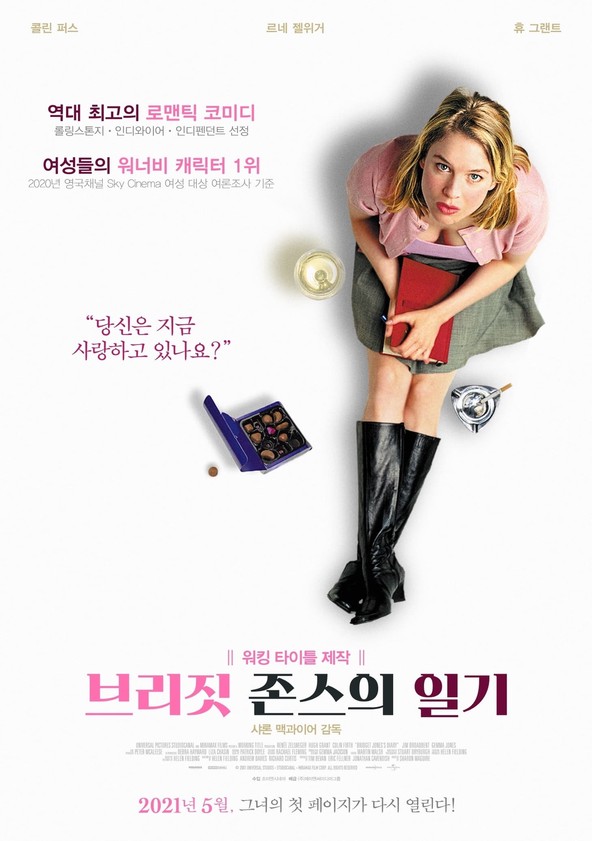 콜린 퍼스
르네 젤위거
휴 그랜트
역대 최고의 로맨틱 코미디
롤링스톤지 · 인디와이어 · 인디펜던트 선정
여성들의 워너비 캐릭터 1위
2020년 영국채널 Sky Cinema 여성 대상 여론조사 기준
“당신은 지금
사랑하고 있나요?”
워킹 타이틀 제작
브리짓 존스의 일기
샤론 맥과이어 감독
2021년 5월, 그녀의 첫 페이지가 다시 열린다!